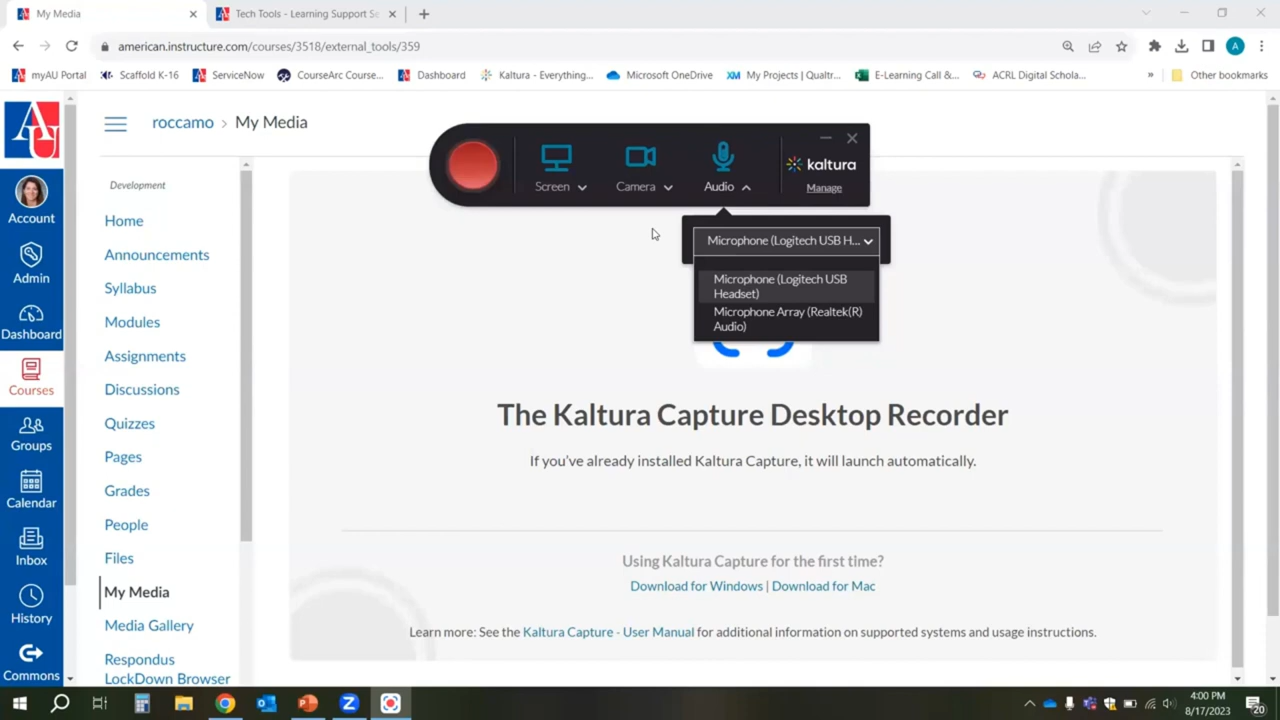 My Media
Tech Tools - Learning Support Se
american.instructure.com/courses/3518/external_tools/359
A
myAU Portal
Scaffold K-16
ServiceNow
CourseArc Course...
Dashboard
Kaltura - Everything...
Microsoft OneDrive
XM My Projects (Qualtr...
E-Learning Call &...
ACRL Digital Schola...
»
Other bookmarks
AU
Account
Admin
Dashboard
Courses
Groups
Calendar
Inbox
History
Commons
roccamo > My Media
Development
Home
Announcements
Syllabus
Modules
Assignments
Discussions
Quizzes
Pages
Grades
People
Files
My Media
Media Gallery
Respondus
LockDown Browser
Screen
Camera
Audio
kaltura
Manage
Microphone (Logitech USB H...
Microphone (Logitech USB
Headset)
Microphone Array (Realtek(R)
Audio)
The Kaltura Capture Desktop Recorder
If you've already installed Kaltura Capture, it will launch automatically.
Using Kaltura Capture for the first time?
Download for Windows | Download for Mac
Learn more: See the Kaltura Capture - User Manual for additional information on supported systems and usage instructions.
4:00 PM
8/17/2023
20